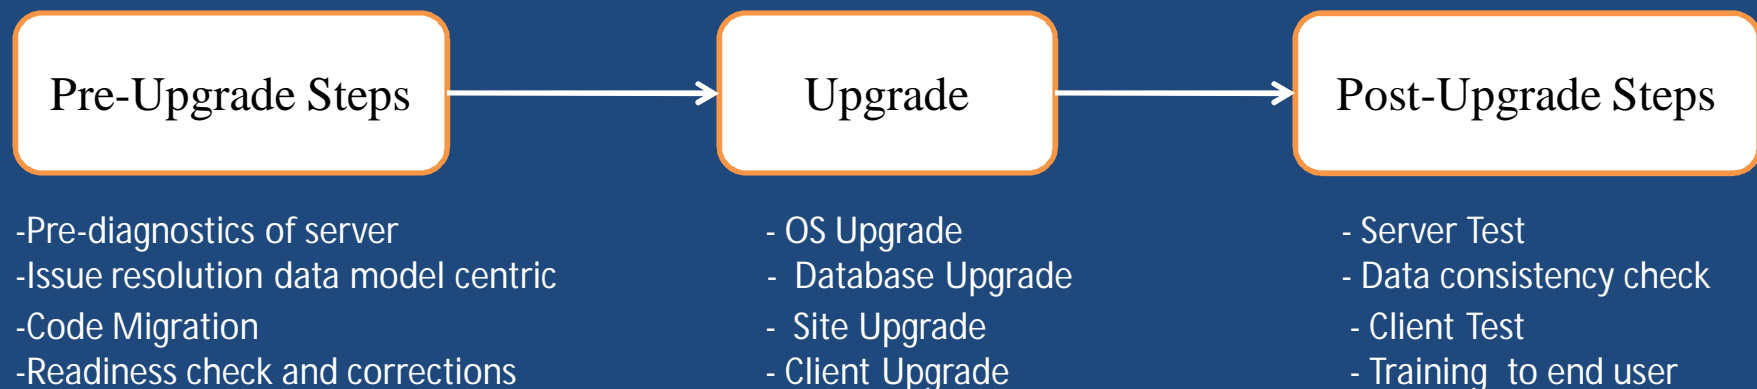 Pre-Upgrade Steps
Upgrade
Post-Upgrade Steps
-Pre-diagnostics of server
-Issue resolution data model centric
-Code Migration
-Readiness check and corrections
- OS Upgrade
- Database Upgrade
- Site Upgrade
- Client Upgrade
- Server Test
- Data consistency check
- Client Test
- Training to end user